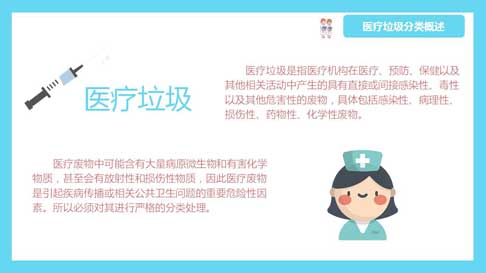 医疗垃圾分类概述
医疗垃圾
医疗垃圾是指医疗机构在医疗、预防、保健以及
其他相关活动中产生的具有直接或间接感染性、毒性
以及其他危害性的废物，具体包括感染性、病理性、
损伤性、药物性、化学性废物。
医疗废物中可能含有大量病原微生物和有害化学
物质，甚至会有放射性和损伤性物质，因此医疗废物
是引起疾病传播或相关公共卫生问题的重要危险性因
素。所以必须对其进行严格的分类处理。